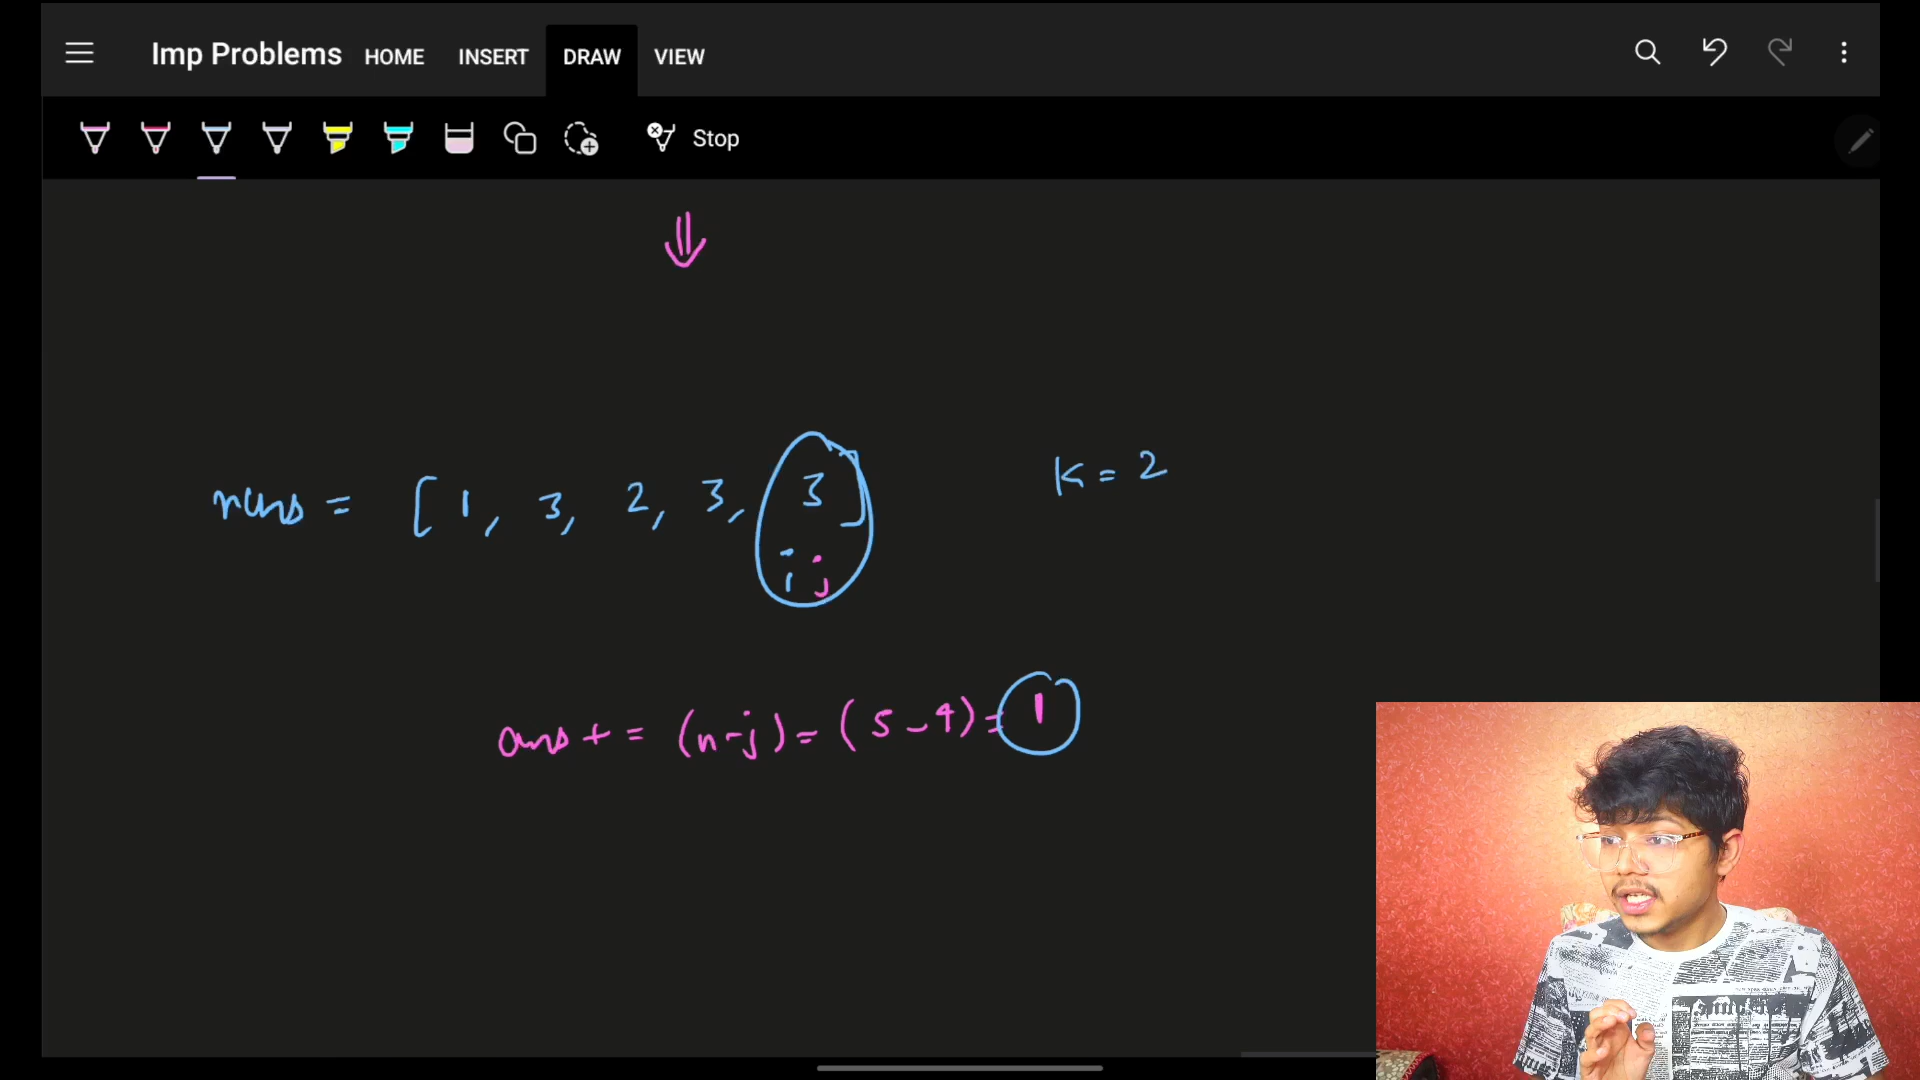 Imp Problems HOME INSERT DRAW VIEW
Stop
nums = [1, 3, 2, 3, 3] K = 2
i j
ans += (n-j) = (5-4) = 1